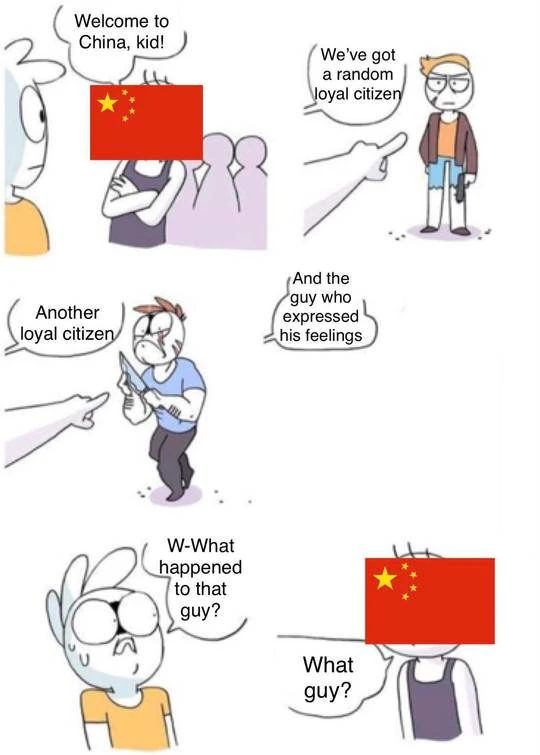 Welcome to
China, kid!
We've got
a random
loyal citizen
Another
loyal citizen
And the
guy who
expressed
his feelings
W-What
happened
to that
guy?
What
guy?